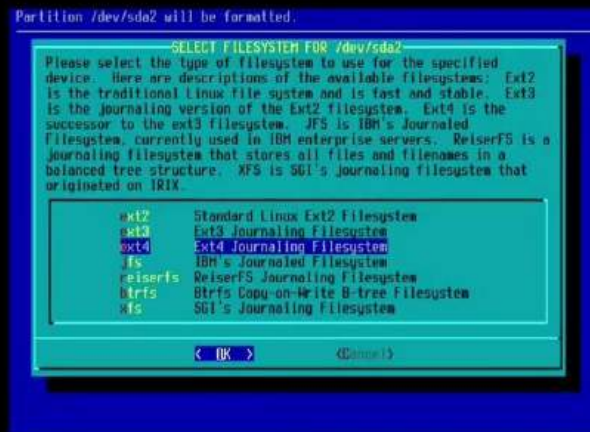 Partition /dev/sda2 will be formatted.
SELECT FILESYSTEM FOR /dev/sda2
Please select the type of filesystem to use for the specified
device. Here are descriptions of the available filesystems: Ext2
is the traditional Linux file system and is fast and stable. Ext3
is the journaling version of the Ext2 filesystem. Ext4 is the
successor to the ext3 filesystem. JFS is IBM's Journaled
Filesystem, currently used in IBM enterprise servers. ReiserFS is a
journaling filesystem that stores all files and filenames in a
balanced tree structure. XFS is SGI's journaling filesystem that
originated on IRIX.
ext2 Standard Linux Ext2 Filesystem
ext3 Ext3 Journaling Filesystem
ext4 Ext4 Journaling Filesystem
jfs IBM's Journaled Filesystem
reiserfs ReiserFS Journaling Filesystem
btrfs Btrfs Copy-on-Write B-tree Filesystem
xfs SGI's Journaling Filesystem
< OK > <Cancel>